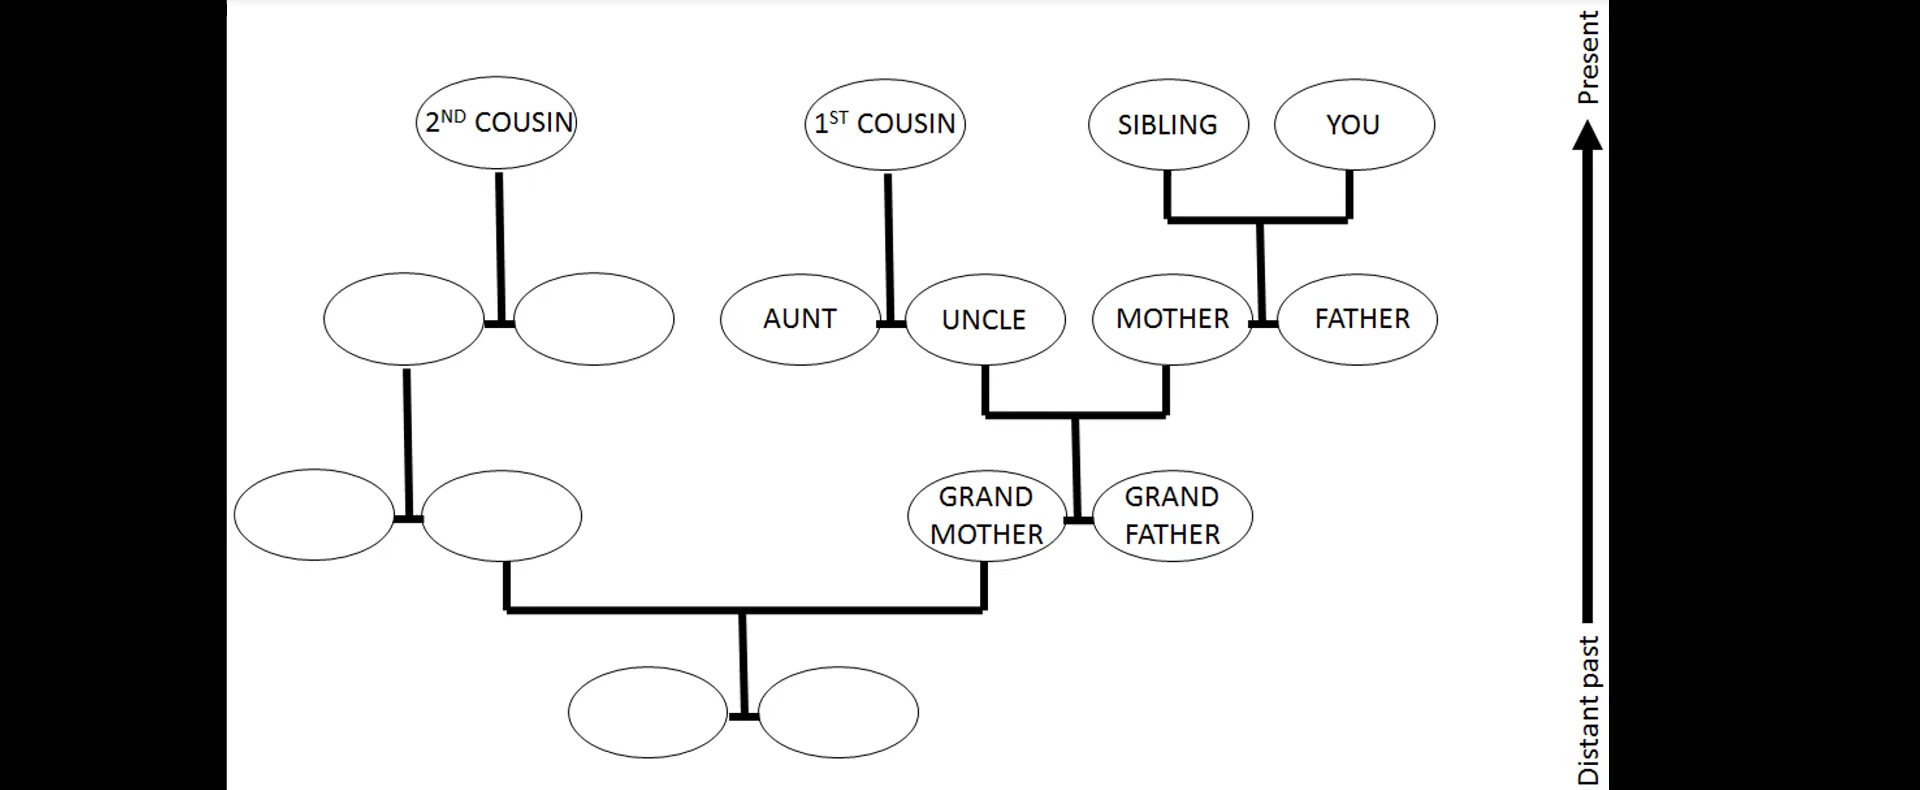 Present
2ND COUSIN
1ST COUSIN
SIBLING
YOU
AUNT
UNCLE
MOTHER
FATHER
GRAND
MOTHER
GRAND
FATHER
Distant past